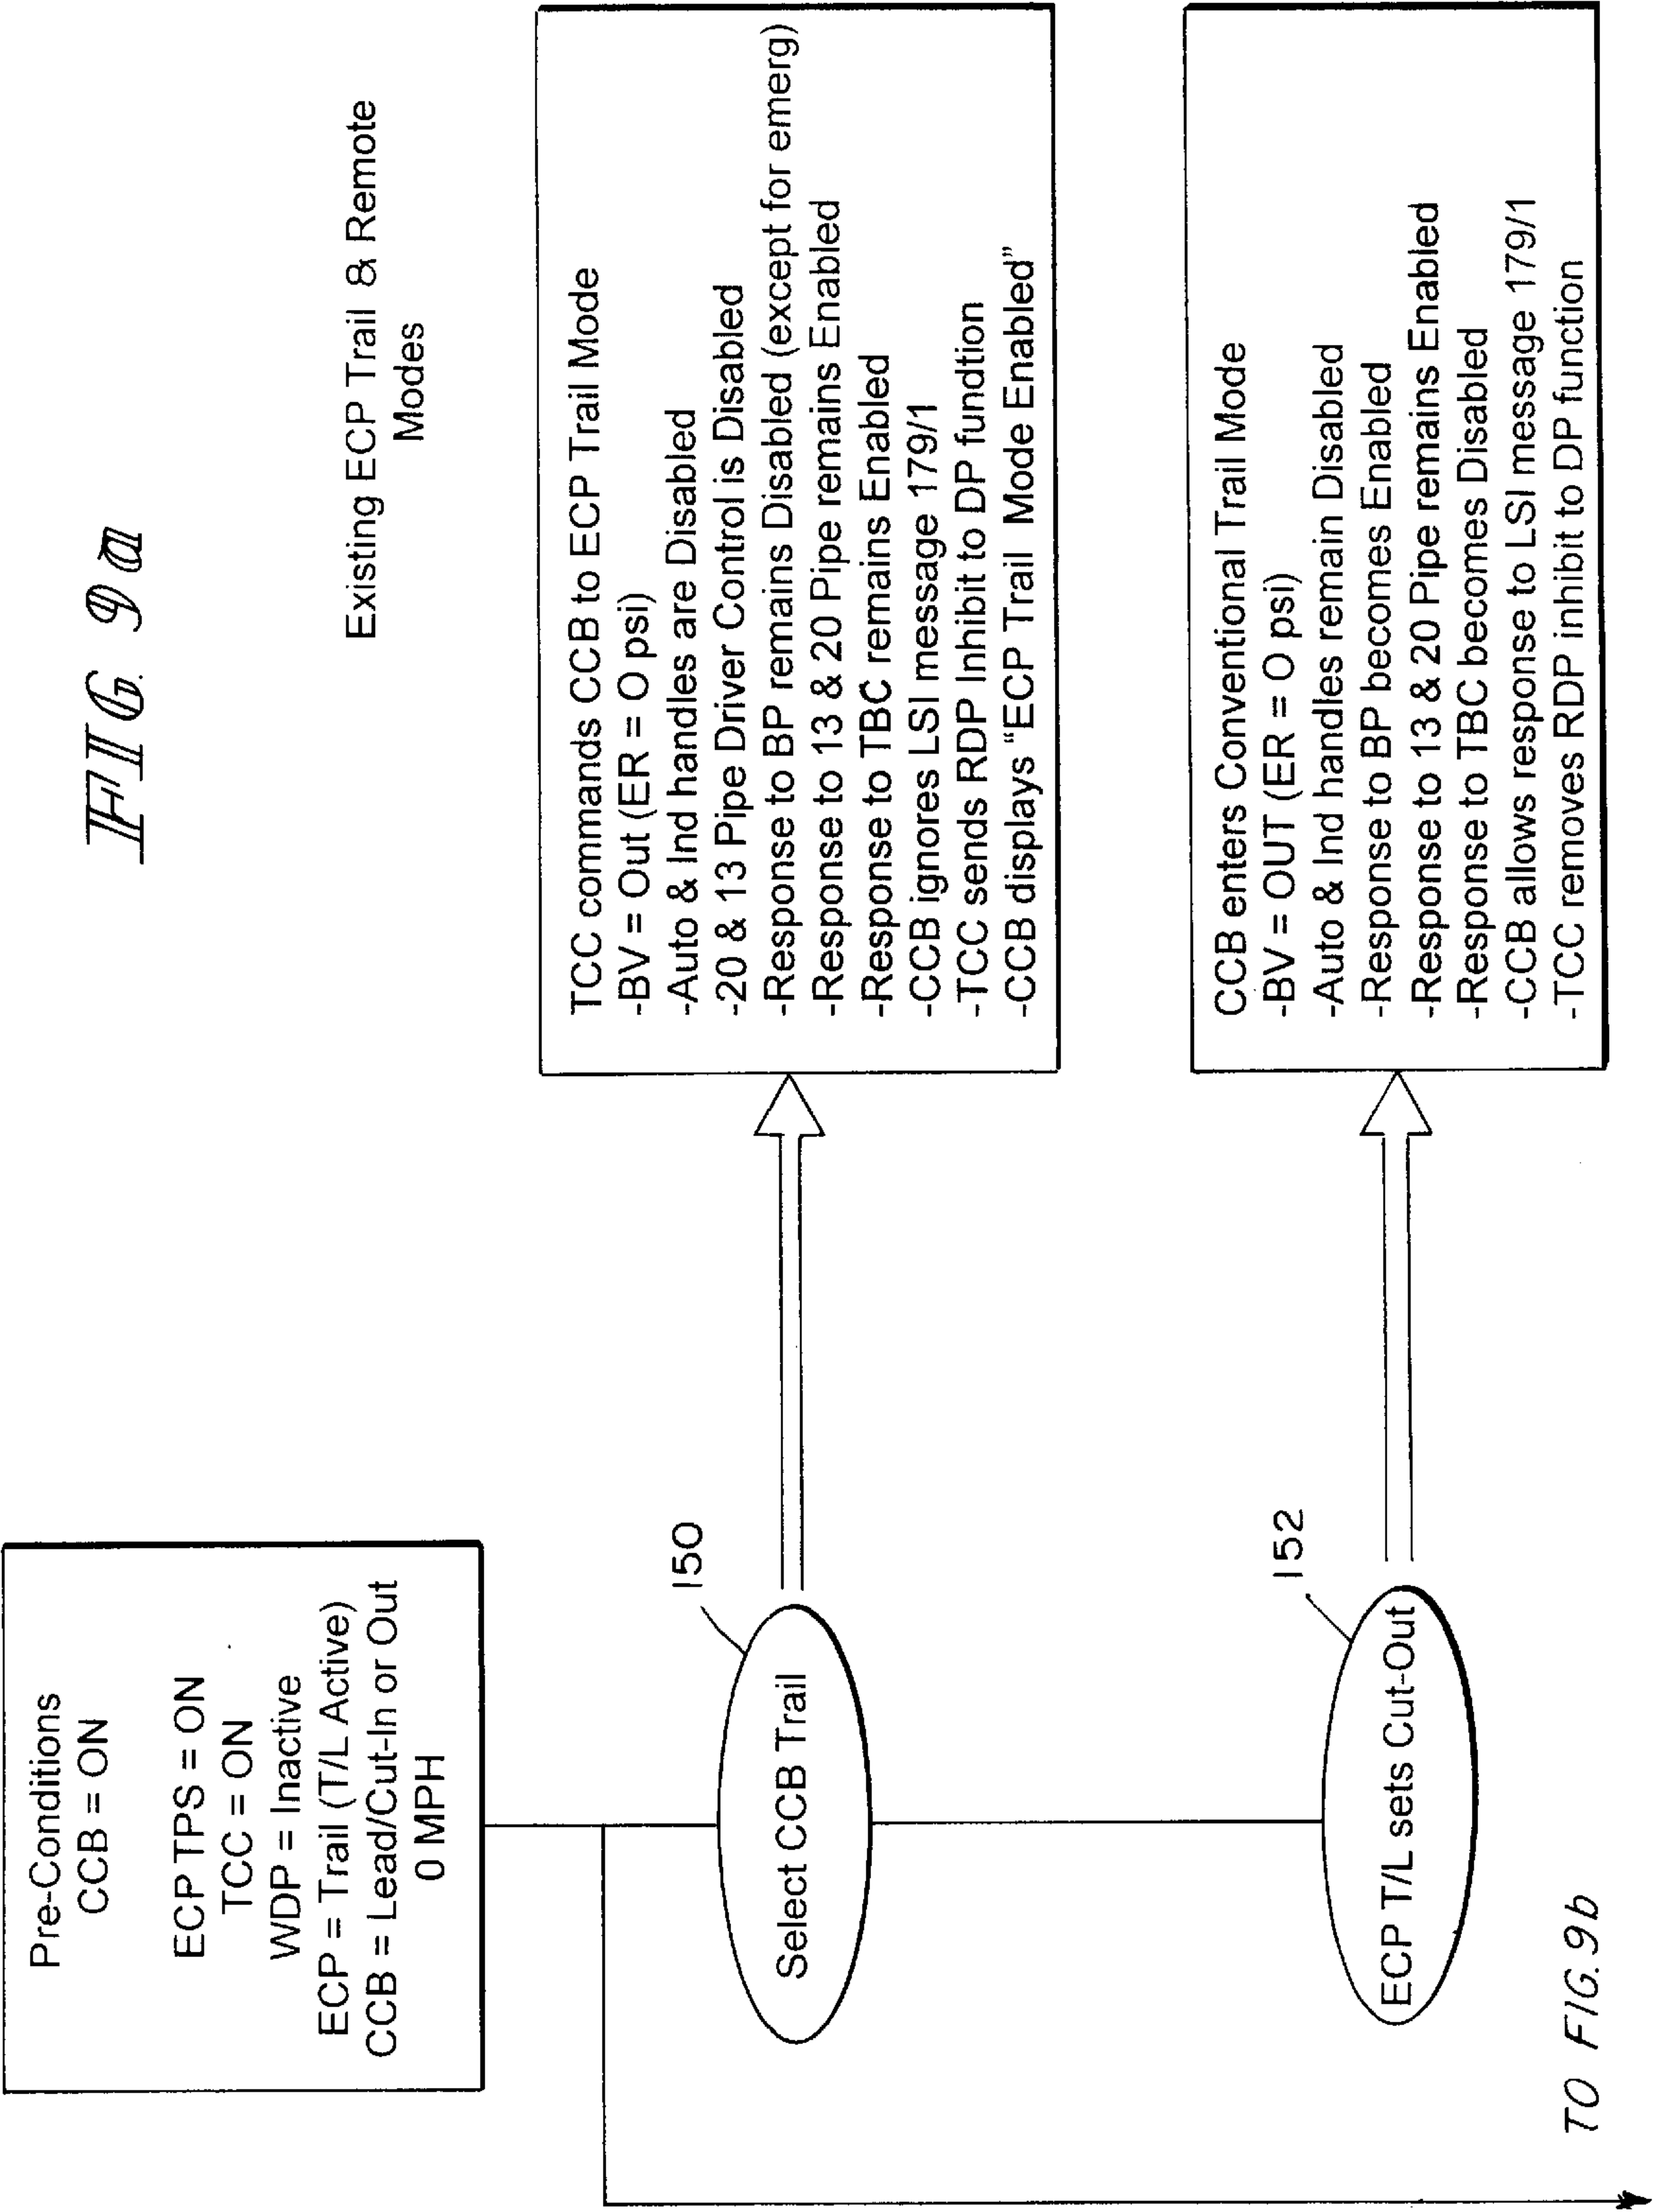 FIG. 9a
Existing ECP Trail & Remote
Modes
Pre-Conditions
CCB = ON
ECP TPS = ON
TCC = ON
WDP = Inactive
ECP = Trail (T/L Active)
CCB = Lead/Cut-In or Out
0 MPH
150
Select CCB Trail
TCC commands CCB to ECP Trail Mode
-BV = Out (ER = O psi)
-Auto & Ind handles are Disabled
-20 & 13 Pipe Driver Control is Disabled
-Response to BP remains Disabled (except for emerg)
-Response to 13 & 20 Pipe remains Enabled
-Response to TBC remains Enabled
-CCB ignores LSI message 179/1
-TCC sends RDP Inhibit to DP fundtion
-CCB displays “ECP Trail Mode Enabled”
152
ECP T/L sets Cut-Out
CCB enters Conventional Trail Mode
-BV = OUT (ER = O psi)
-Auto & Ind handles remain Disabled
-Response to BP becomes Enabled
-Response to 13 & 20 Pipe remains Enabled
-Response to TBC becomes Disabled
-CCB allows response to LSI message 179/1
-TCC removes RDP inhibit to DP function
TO FIG.9b